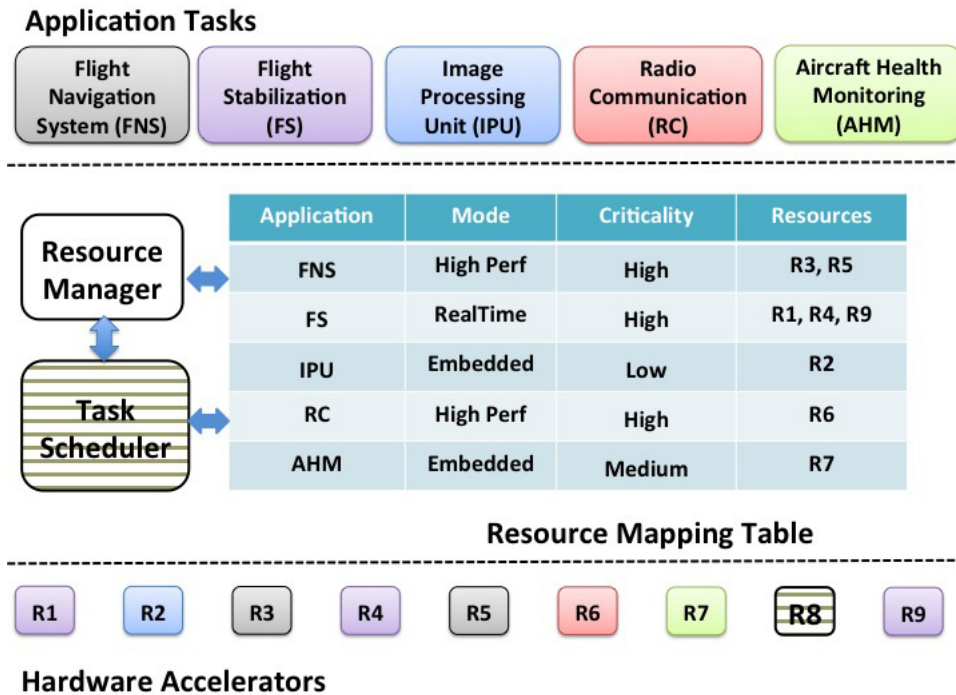 Application Tasks
Flight
Navigation
System (FNS)
Flight
Stabilization
(FS)
Image
Processing
Unit (IPU)
Radio
Communication
(RC)
Aircraft Health
Monitoring
(AHM)
Resource
Manager
Task
Scheduler
Application Mode Criticality Resources
FNS High Perf High R3, R5
FS RealTime High R1, R4, R9
IPU Embedded Low R2
RC High Perf High R6
AHM Embedded Medium R7
Resource Mapping Table
R1 R2 R3 R4 R5 R6 R7 R8 R9
Hardware Accelerators